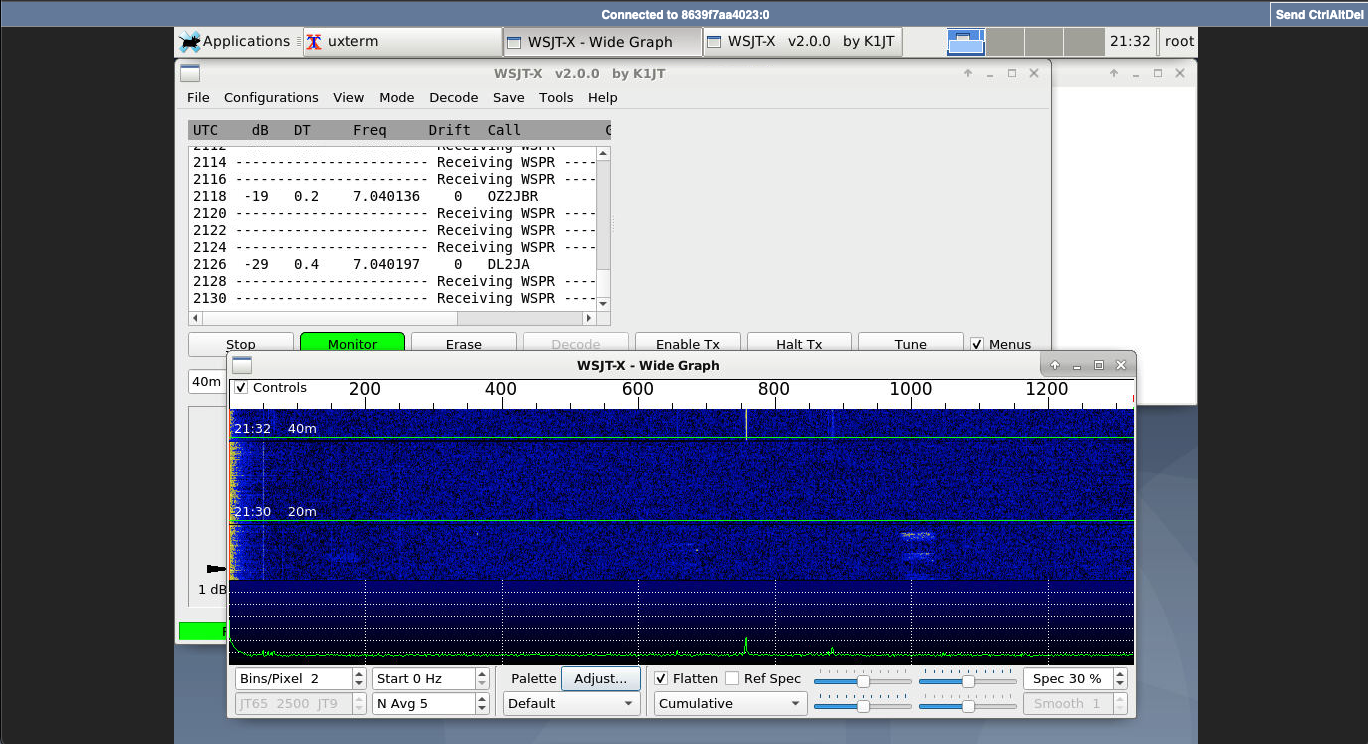 Connected to 8639f7aa4023:0
Send CtrlAltDel
Applications
uxterm
WSJT-X - Wide Graph
WSJT-X v2.0.0 by K1JT
21:32
root
WSJT-X v2.0.0 by K1JT
File Configurations View Mode Decode Save Tools Help
UTC dB DT Freq Drift Call
2112 ----------------------- Receiving WSPR ----
2114 ----------------------- Receiving WSPR ----
2116 ----------------------- Receiving WSPR ----
2118 -19 0.2 7.040136 0 OZ2JBR
2120 ----------------------- Receiving WSPR ----
2122 ----------------------- Receiving WSPR ----
2124 ----------------------- Receiving WSPR ----
2126 -29 0.4 7.040197 0 DL2JA
2128 ----------------------- Receiving WSPR ----
2130 ----------------------- Receiving WSPR ----
Stop Monitor Erase Decode Enable Tx Halt Tx Tune Menus
40m
1 dB
WSJT-X - Wide Graph
Controls 200 400 600 800 1000 1200
21:32 40m
21:30 20m
Bins/Pixel 2 Start 0 Hz Palette Adjust... Flatten Ref Spec Spec 30 %
JT65 2500 JT9 N Avg 5 Default Cumulative Smooth 1